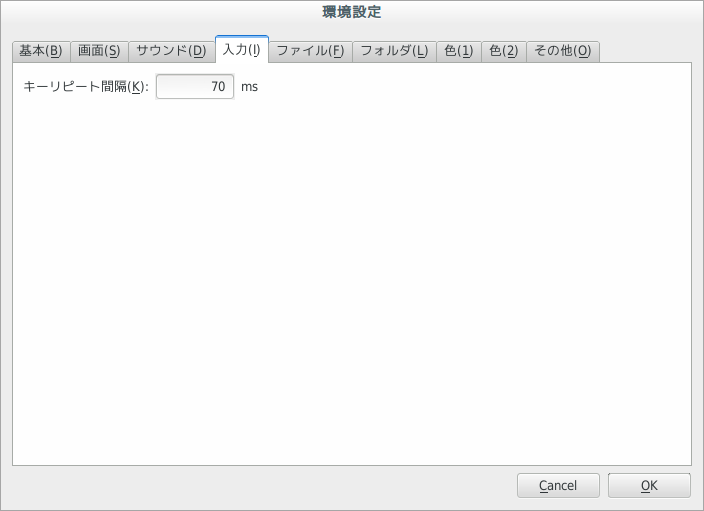 環境設定
基本(B) 画面(S) サウンド(D) 入力(I) ファイル(F) フォルダ(L) 色(1) 色(2) その他(O)
キーリピート間隔(K): 70 ms
Cancel OK